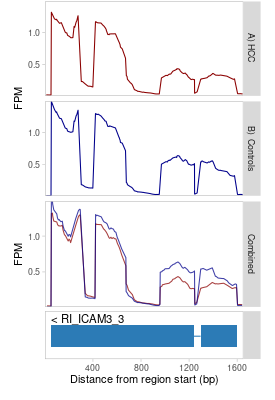 A) HCC
1.0
0.5
FPM
B) Controls
1.0
0.5
Combined
1.0
0.5
FPM
< RI_ICAM3_3
400 800 1200 1600
Distance from region start (bp)